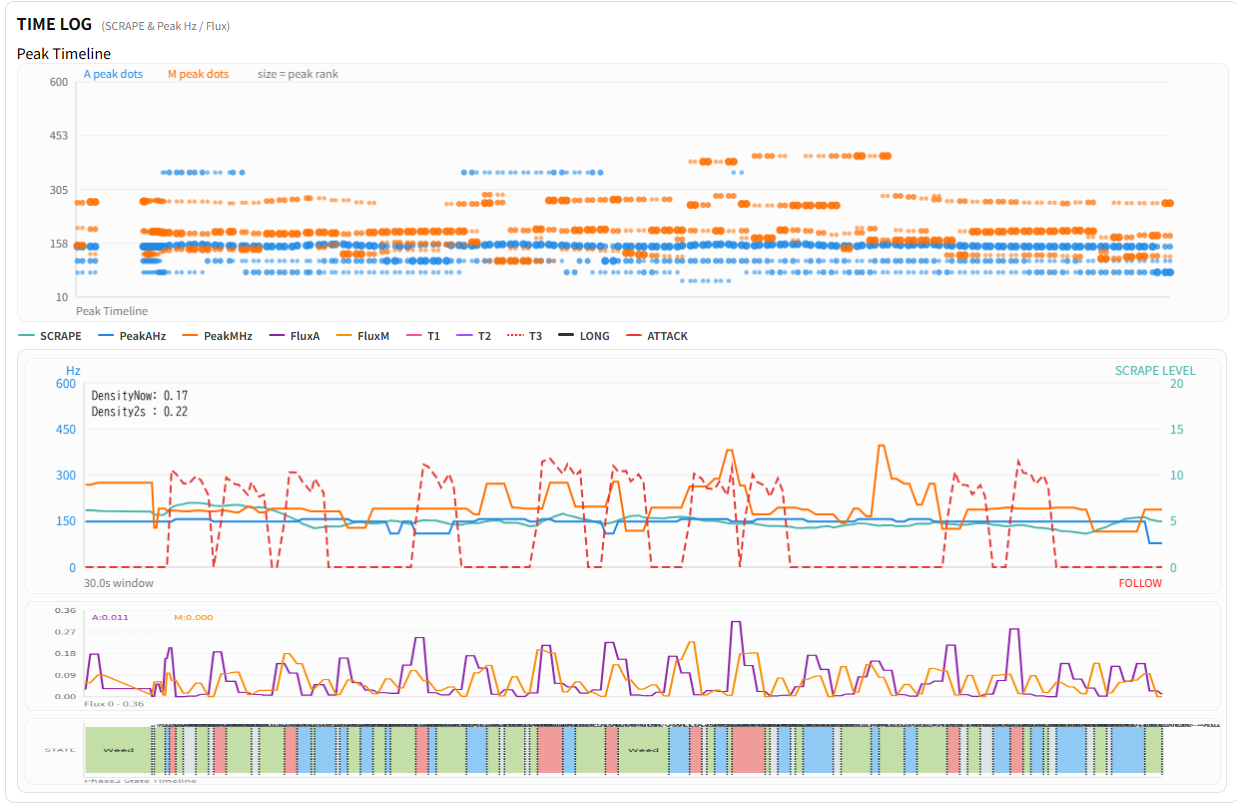 TIME LOG (SCRAPE & Peak Hz / Flux)
Peak Timeline
A peak dots M peak dots size = peak rank
600
453
305
158
10
Peak Timeline
SCRAPE PeakAHz PeakMHz FluxA FluxM T1 T2 T3 LONG ATTACK
Hz SCRAPE LEVEL
600 20
DensityNow: 0.17
Density2s : 0.22
450 15
300 10
150 5
0 0
30.0s window FOLLOW
0.36
A:0.011 M:0.000
0.27
0.18
0.09
0.00
Flux 0 - 0.36
STATE Weed Weed
Phase2 State Timeline